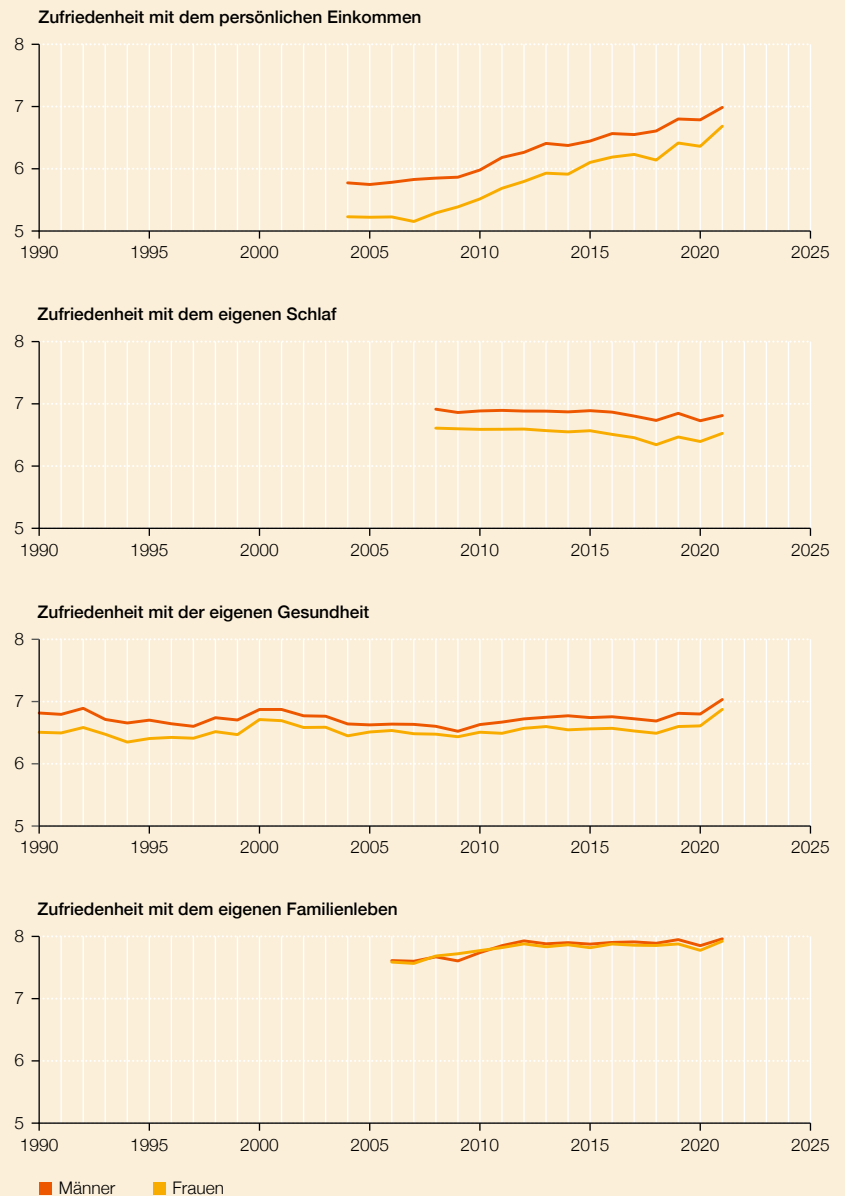 Zufriedenheit mit dem persönlichen Einkommen
8
7
6
5
1990 1995 2000 2005 2010 2015 2020 2025
Zufriedenheit mit dem eigenen Schlaf
8
7
6
5
1990 1995 2000 2005 2010 2015 2020 2025
Zufriedenheit mit der eigenen Gesundheit
8
7
6
5
1990 1995 2000 2005 2010 2015 2020 2025
Zufriedenheit mit dem eigenen Familienleben
8
7
6
5
1990 1995 2000 2005 2010 2015 2020 2025
Männer Frauen